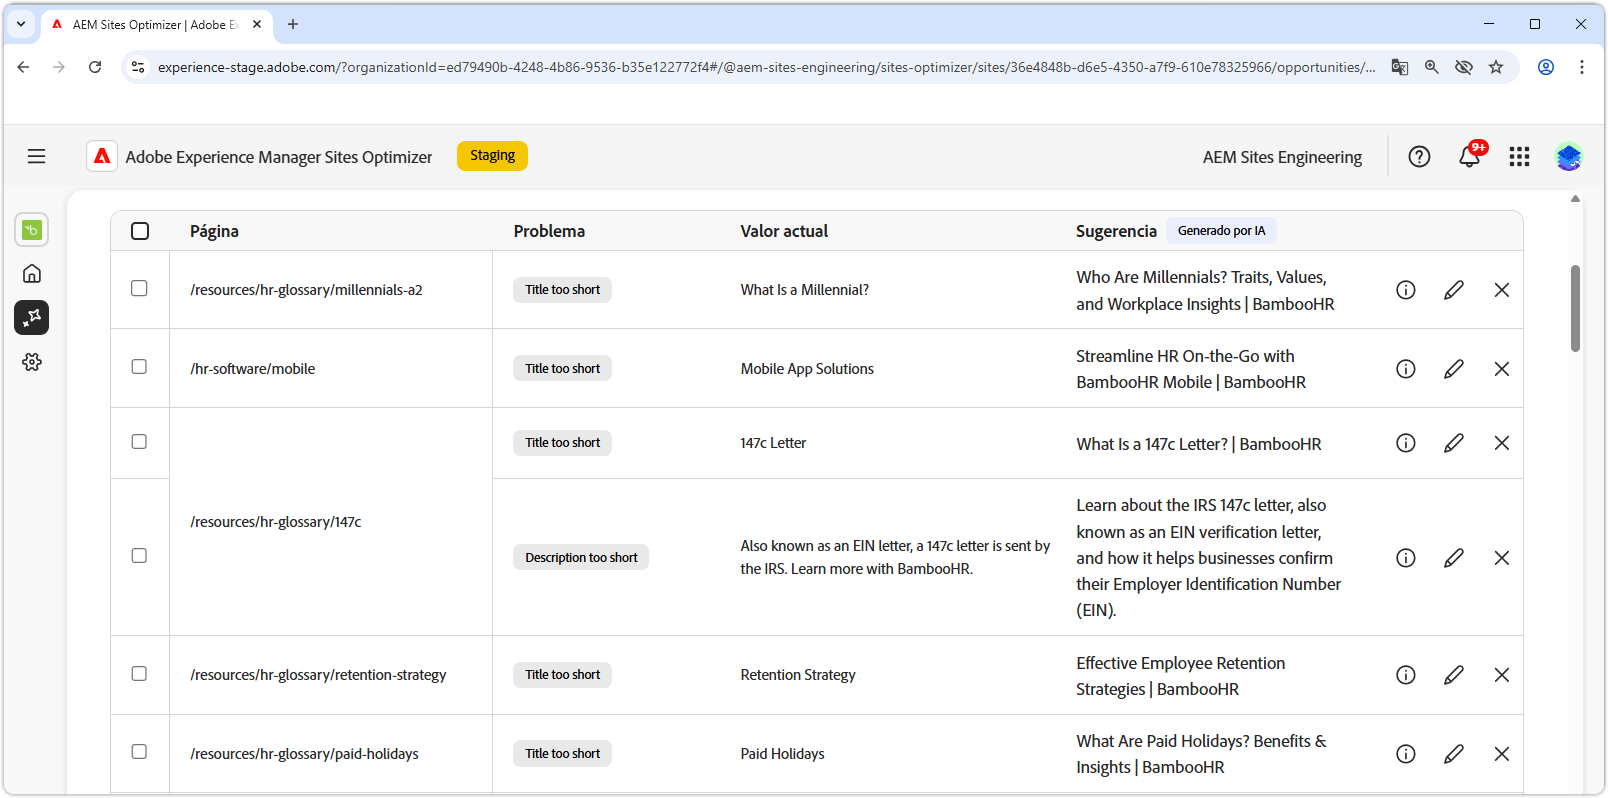 AEM Sites Optimizer | Adobe Ex
experience-stage.adobe.com/?organizationId=ed79490b-4248-4b86-9536-b35e122772f4#/@aem-sites-engineering/sites-optimizer/sites/36e4848b-d6e5-4350-a7f9-610e78325966/opportunities/...
Adobe Experience Manager Sites Optimizer
Staging
AEM Sites Engineering
9+
Página
Problema
Valor actual
Sugerencia
Generado por IA
/resources/hr-glossary/millennials-a2
Title too short
What Is a Millennial?
Who Are Millennials? Traits, Values,
and Workplace Insights | BambooHR
/hr-software/mobile
Title too short
Mobile App Solutions
Streamline HR On-the-Go with
BambooHR Mobile | BambooHR
/resources/hr-glossary/147c
Title too short
147c Letter
What Is a 147c Letter? | BambooHR
Description too short
Also known as an EIN letter, a 147c letter is sent by
the IRS. Learn more with BambooHR.
Learn about the IRS 147c letter, also
known as an EIN verification letter,
and how it helps businesses confirm
their Employer Identification Number
(EIN).
/resources/hr-glossary/retention-strategy
Title too short
Retention Strategy
Effective Employee Retention
Strategies | BambooHR
/resources/hr-glossary/paid-holidays
Title too short
Paid Holidays
What Are Paid Holidays? Benefits &
Insights | BambooHR